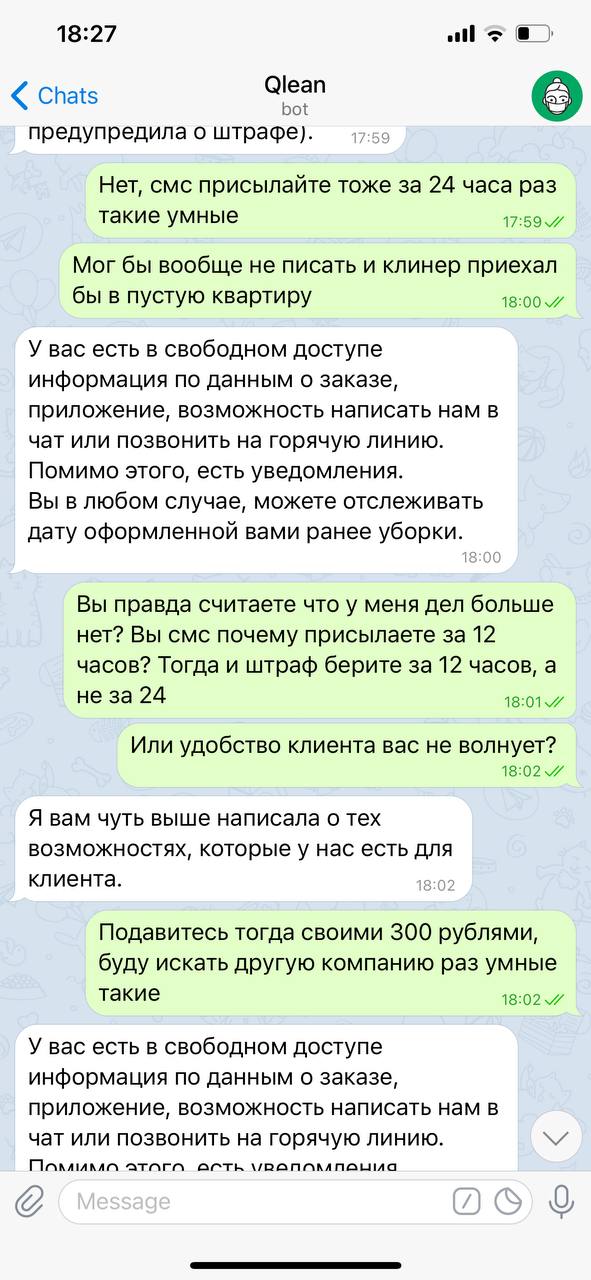 18:27
Chats
Qlean
bot
предупредила о штрафе).
17:59
Нет, смс присылайте тоже за 24 часа раз
такие умные
17:59
Мог бы вообще не писать и клинер приехал
бы в пустую квартиру
18:00
У вас есть в свободном доступе
информация по данным о заказе,
приложение, возможность написать нам в
чат или позвонить на горячую линию.
Помимо этого, есть уведомления.
Вы в любом случае, можете отслеживать
дату оформленной вами ранее уборки.
18:00
Вы правда считаете что у меня дел больше
нет? Вы смс почему присылаете за 12
часов? Тогда и штраф берите за 12 часов, а
не за 24
18:01
Или удобство клиента вас не волнует?
18:02
Я вам чуть выше написала о тех
возможностях, которые у нас есть для
клиента.
18:02
Подавитесь тогда своими 300 рублями,
буду искать другую компанию раз умные
такие
18:02
У вас есть в свободном доступе
информация по данным о заказе,
приложение, возможность написать нам в
чат или позвонить на горячую линию.
Помимо этого, есть уведомления
Message